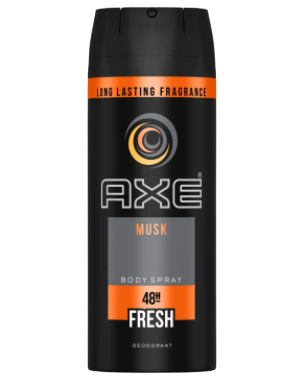 LONG LASTING FRAGRANCE
AXE®
MUSK
BODY SPRAY
48H
FRESH
DEODORANT